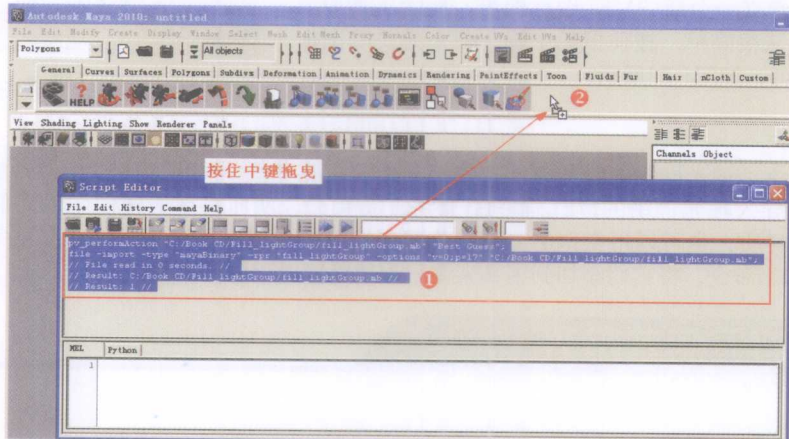 Autodesk Maya 2010: untitled
File Edit Modify Create Display Window Select Mesh Edit Mesh Proxy Normals Color Create UVs Edit UVs Help
Polygons All objects
General Curves Surfaces Polygons Subdivs Deformation Animation Dynamics Rendering PaintEffects Toon Fluids Fur Hair nCloth Custom
HELP
2
View Shading Lighting Show Renderer Panels
Channels Object
按住中键拖曳
Script Editor
File Edit History Command Help
pv_performAction "C:/Book CD/Fill_lightGroup/fill_lightGroup.mb" "Best Guess";
file -import -type "mayaBinary" -rpr "fill_lightGroup" -options "v=0;p=17" "C:/Book CD/Fill_lightGroup/fill_lightGroup.mb";
// File read in 0 seconds. //
// Result: C:/Book CD/Fill_lightGroup/fill_lightGroup.mb //
// Result: 1 //
1
MEL Python
1